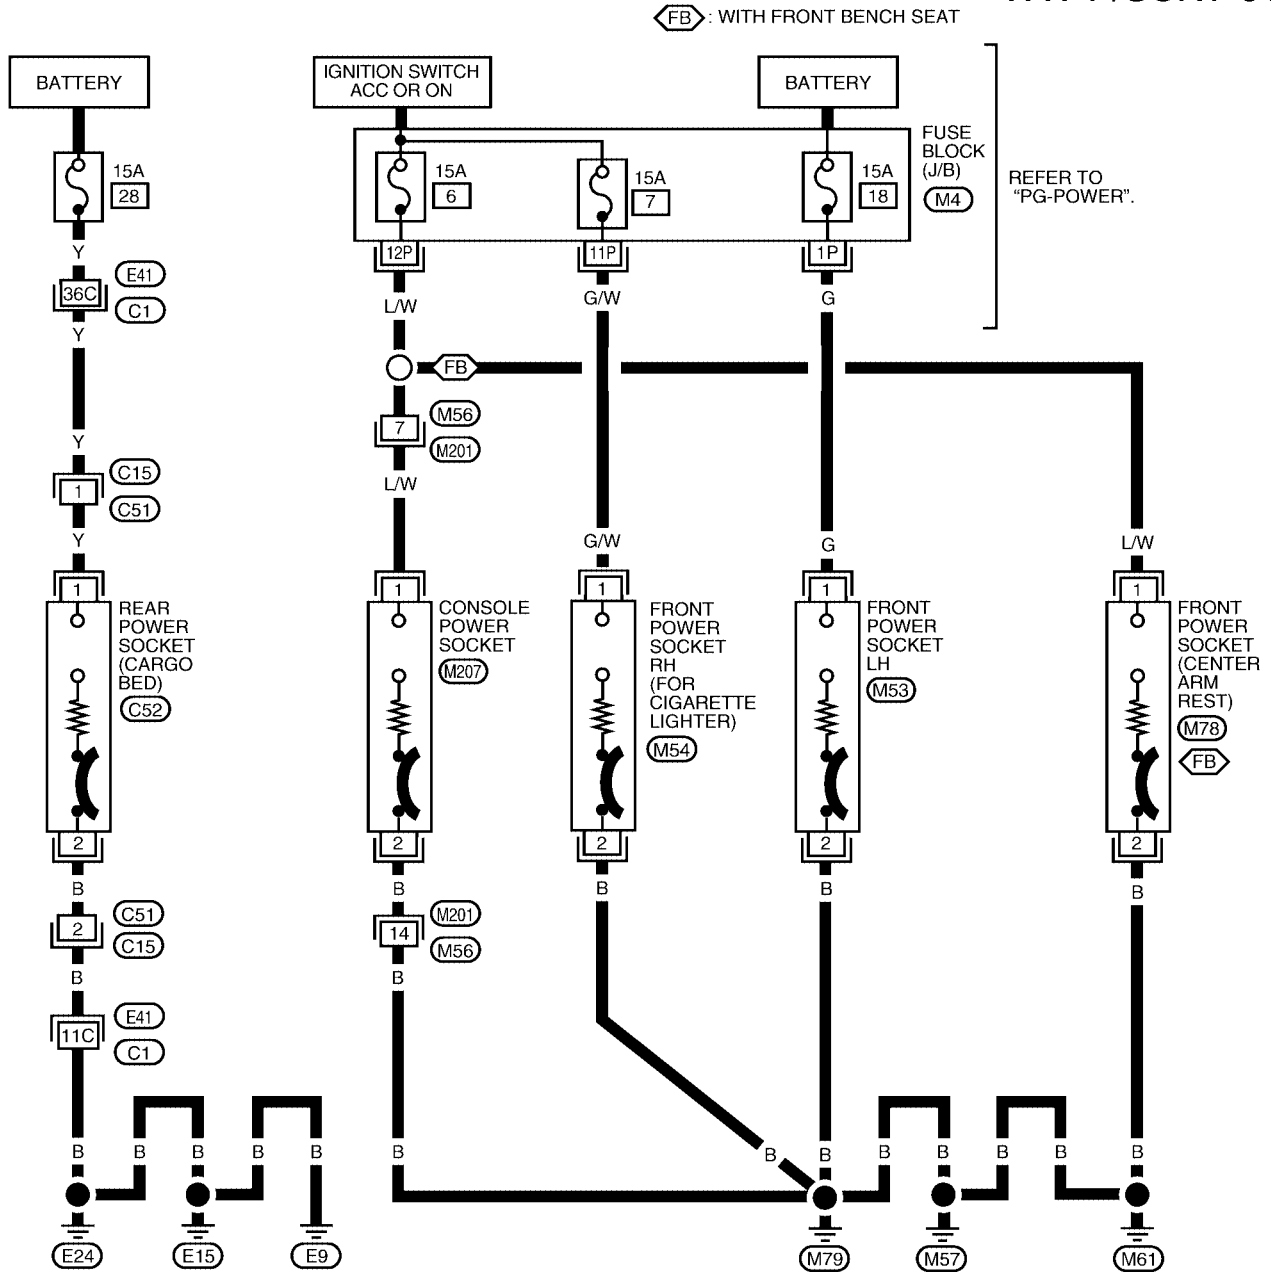 FB : WITH FRONT BENCH SEAT
BATTERY
IGNITION SWITCH
ACC OR ON
BATTERY
15A
28
15A
6
15A
7
15A
18
FUSE
BLOCK
(J/B)
M4
REFER TO
“PG-POWER”.
12P
11P
1P
Y
L/W
G/W
G
36C
E41
C1
Y
FB
7
M56
M201
Y
L/W
1
C15
C51
Y
G/W
G
L/W
1
1
1
1
1
REAR
POWER
SOCKET
(CARGO
BED)
C52
CONSOLE
POWER
SOCKET
M207
FRONT
POWER
SOCKET
RH
(FOR
CIGARETTE
LIGHTER)
M54
FRONT
POWER
SOCKET
LH
M53
FRONT
POWER
SOCKET
(CENTER
ARM
REST)
M78
FB
2
2
2
2
2
B
B
B
B
B
2
C51
C15
14
M201
M56
B
B
11C
E41
C1
B
B
B
B
B
B
B
B
B
B
B
B
B
E24
E15
E9
M79
M57
M61